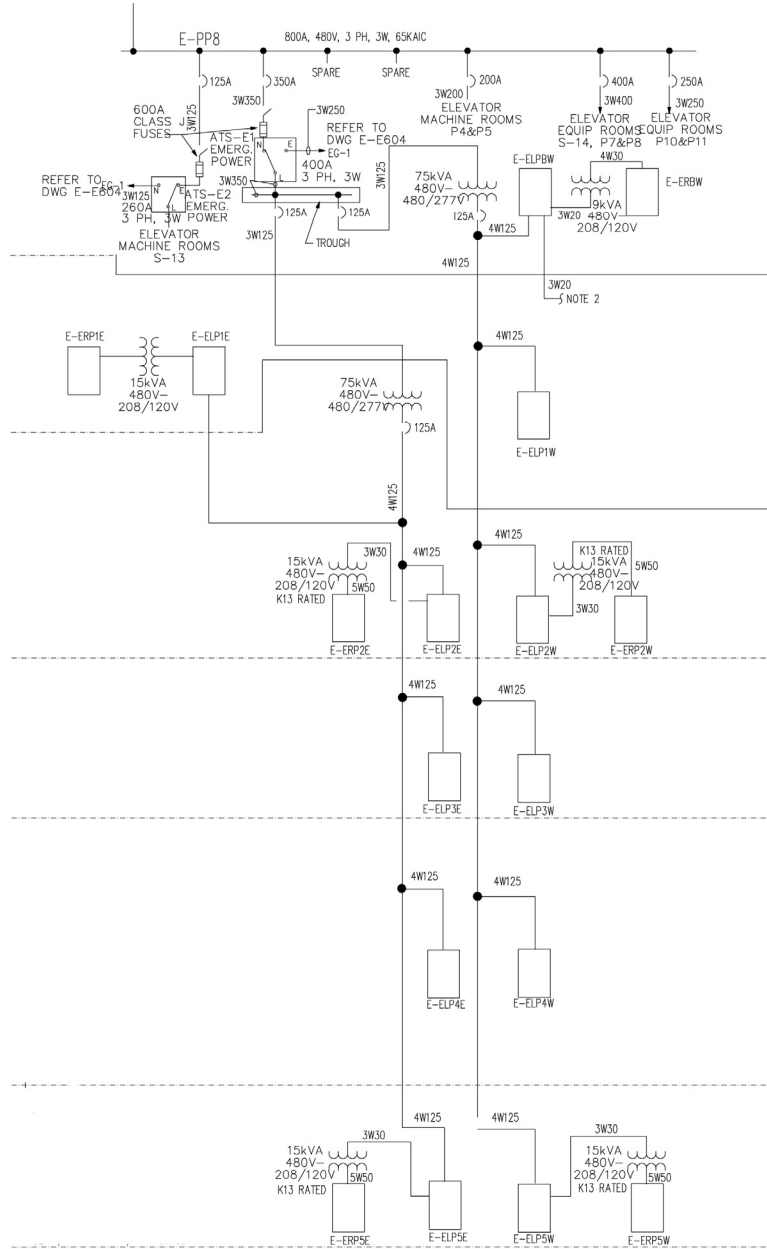 E-PP8
800A, 480V, 3 PH, 3W, 65KAIC
125A
350A
SPARE
SPARE
200A
400A
250A
3W350
3W250
3W200
3W400
3W250
600A
CLASS J
FUSES
3W125
ATS-E1
EMERG.
POWER
N
E
L
EG-1
REFER TO
DWG E-E604
400A
3 PH, 3W
ELEVATOR
MACHINE ROOMS
P4&P5
ELEVATOR
EQUIP ROOMS
S-14, P7&P8
ELEVATOR
EQUIP ROOMS
P10&P11
REFER TO
DWG E-E604
EG-1
3W125
260A
3 PH, 3W
N
E
L
ATS-E2
EMERG.
POWER
ELEVATOR
MACHINE ROOMS
S-13
3W350
125A
125A
3W125
TROUGH
3W125
75kVA
480V-
480/277V
125A
4W125
4W125
E-ELPBW
4W30
E-ERBW
3W20
9kVA
480V
208/120V
3W20
NOTE 2
E-ERP1E
E-ELP1E
15kVA
480V-
208/120V
75kVA
480V-
480/277V
125A
4W125
E-ELP1W
4W125
15kVA
480V-
208/120V
K13 RATED
3W30
5W50
4W125
E-ERP2E
E-ELP2E
4W125
K13 RATED
15kVA
480V-
208/120V
5W50
3W30
E-ELP2W
E-ERP2W
4W125
4W125
E-ELP3E
E-ELP3W
4W125
4W125
E-ELP4E
E-ELP4W
4W125
4W125
3W30
3W30
15kVA
480V-
208/120V
K13 RATED
5W50
15kVA
480V-
208/120V
K13 RATED
5W50
E-ERP5E
E-ELP5E
E-ELP5W
E-ERP5W